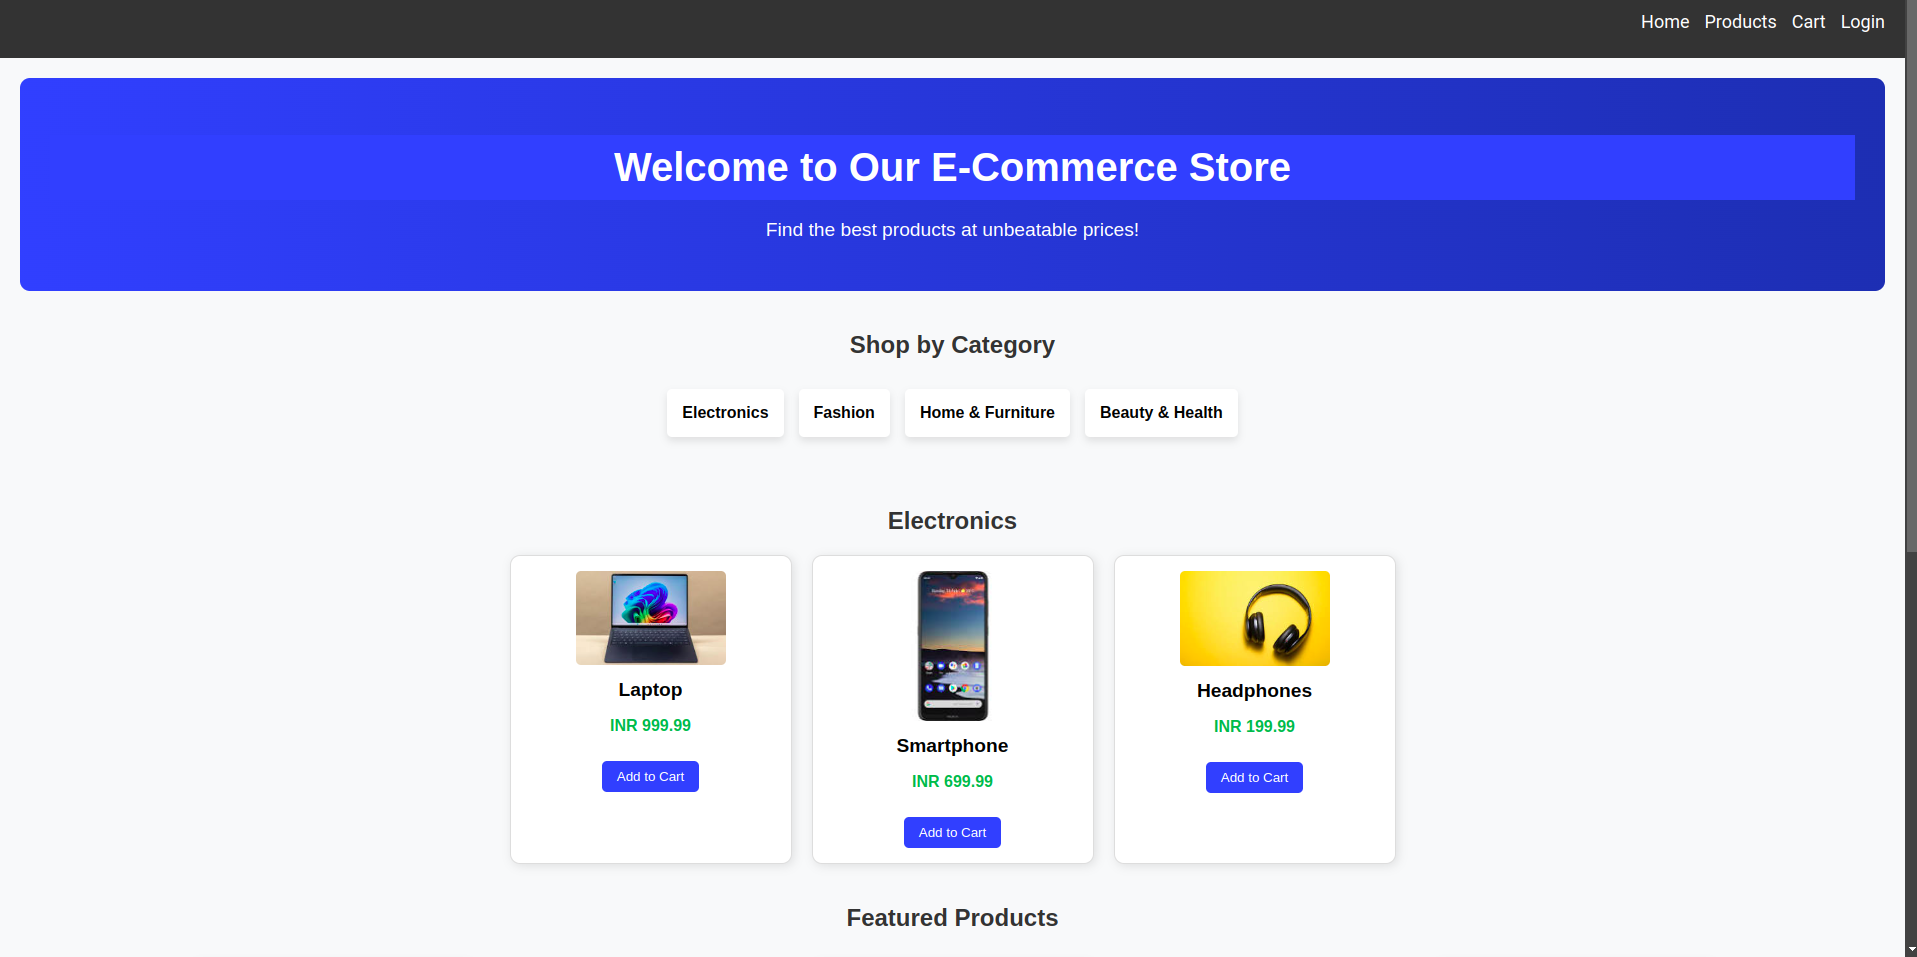 Home Products Cart Login
Welcome to Our E-Commerce Store
Find the best products at unbeatable prices!
Shop by Category
Electronics Fashion Home & Furniture Beauty & Health
Electronics
Laptop
INR 999.99
Add to Cart
Smartphone
INR 699.99
Add to Cart
Headphones
INR 199.99
Add to Cart
Featured Products